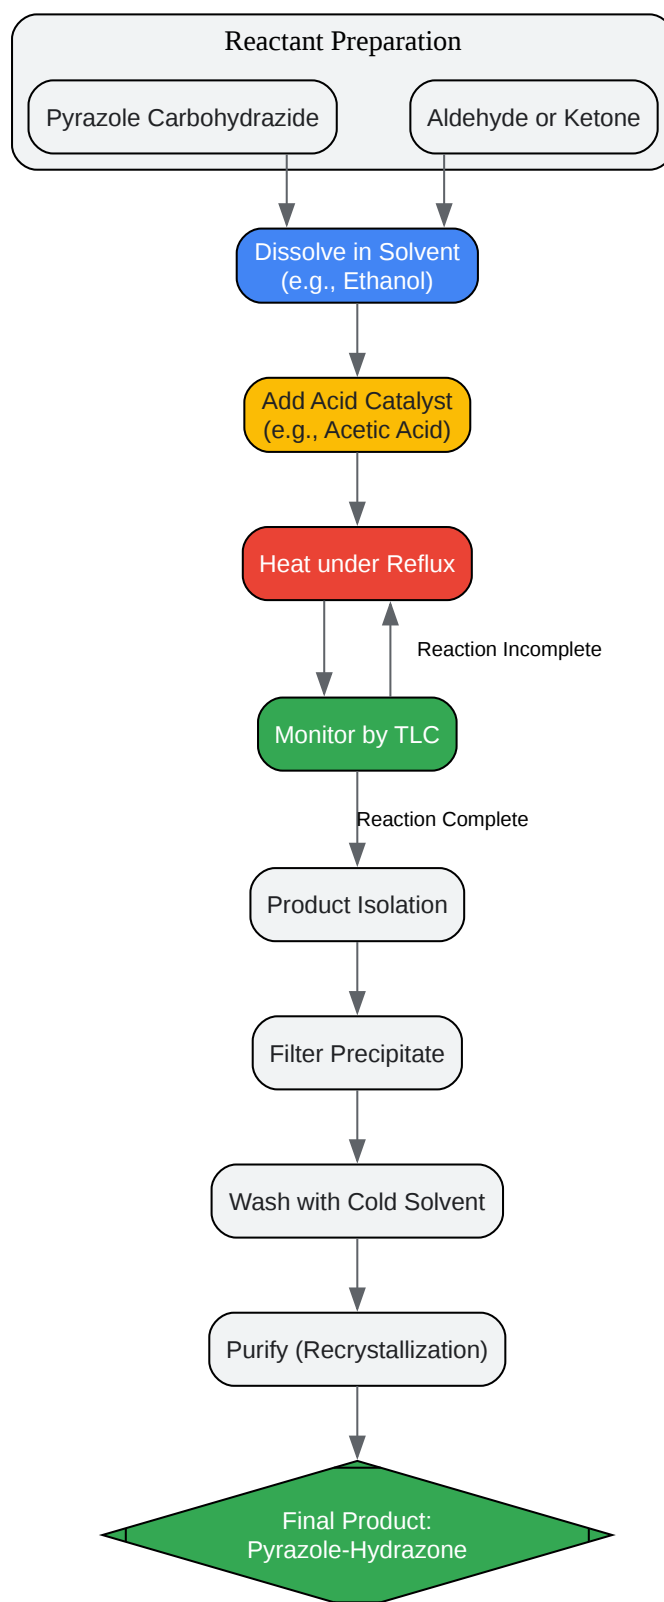 Reactant Preparation
Pyrazole Carbohydrazide
Aldehyde or Ketone
Dissolve in Solvent
(e.g., Ethanol)
Add Acid Catalyst
(e.g., Acetic Acid)
Heat under Reflux
Reaction Incomplete
Monitor by TLC
Reaction Complete
Product Isolation
Filter Precipitate
Wash with Cold Solvent
Purify (Recrystallization)
Final Product:
Pyrazole-Hydrazone